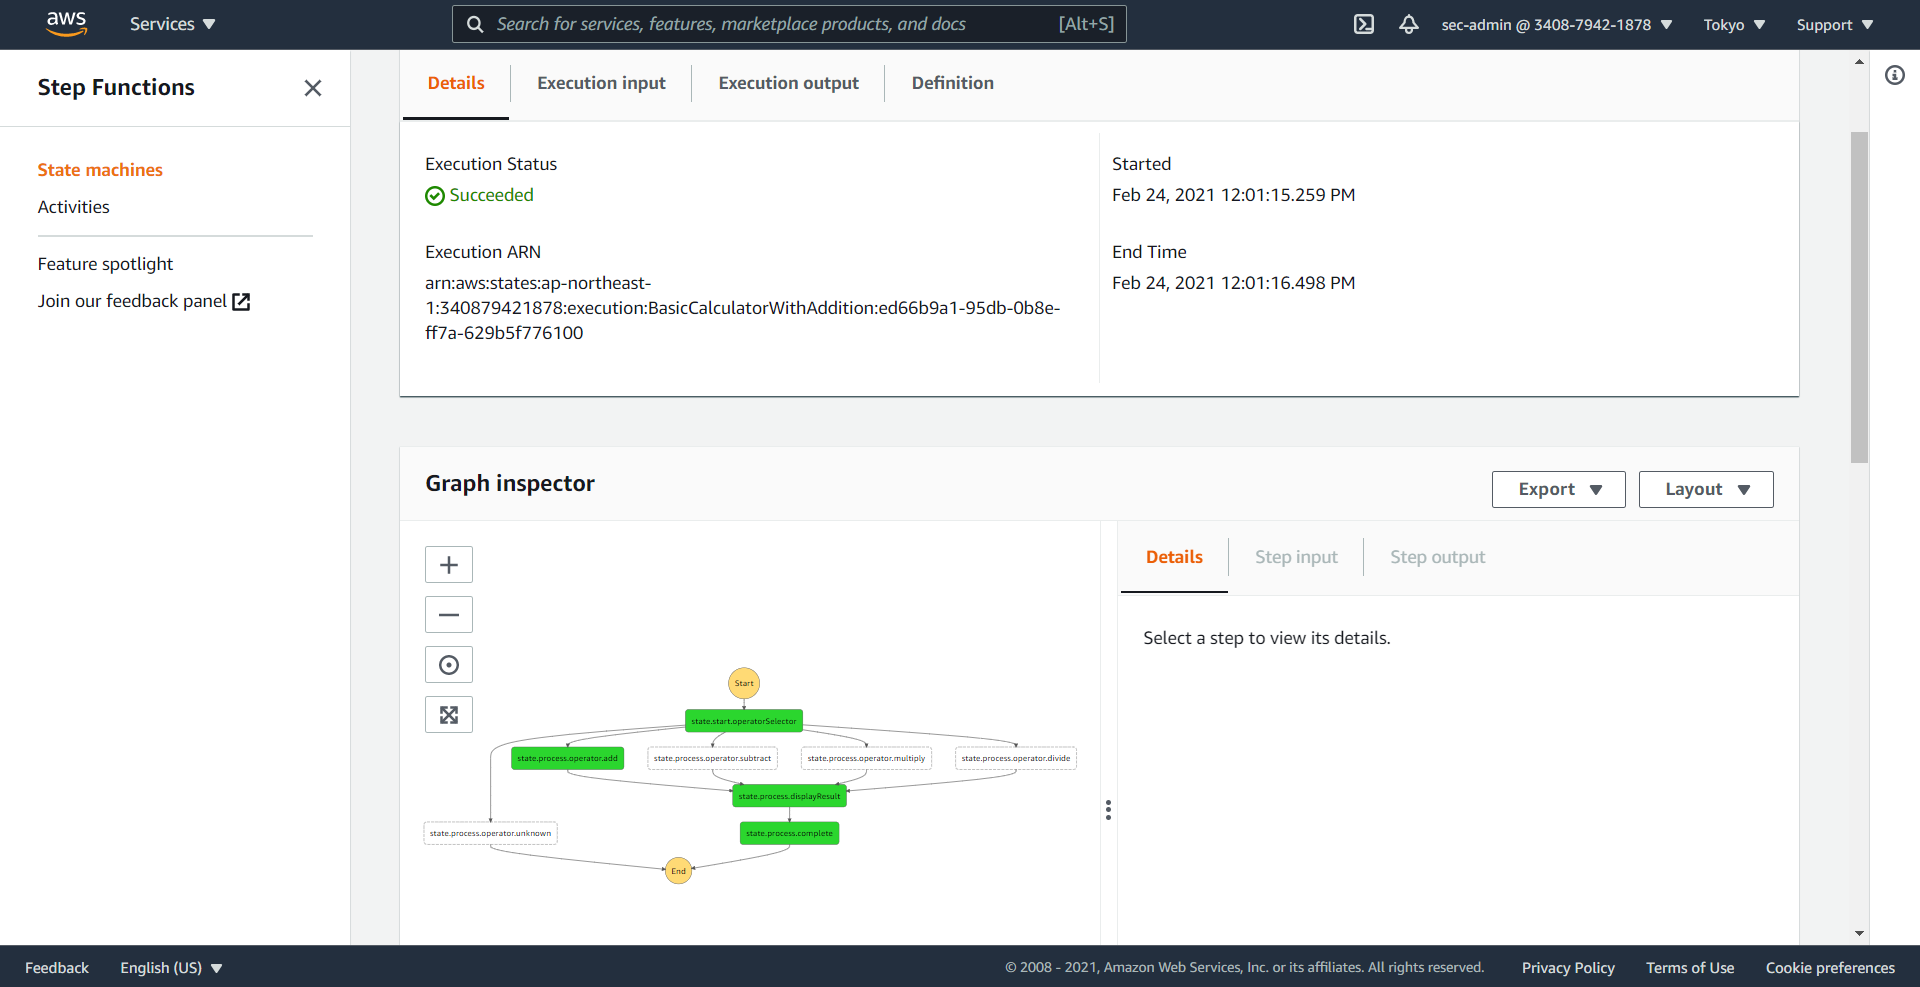 aws
Services
Search for services, features, marketplace products, and docs [Alt+S]
sec-admin @ 3408-7942-1878
Tokyo
Support
Step Functions
State machines
Activities
Feature spotlight
Join our feedback panel
Details
Execution input
Execution output
Definition
Execution Status
Succeeded
Execution ARN
arn:aws:states:ap-northeast-
1:340879421878:execution:BasicCalculatorWithAddition:ed66b9a1-95db-0b8e-
ff7a-629b5f776100
Started
Feb 24, 2021 12:01:15.259 PM
End Time
Feb 24, 2021 12:01:16.498 PM
Graph inspector
Export
Layout
Start
state.start.operatorSelector
state.process.operator.add
state.process.operator.subtract
state.process.operator.multiply
state.process.operator.divide
state.process.displayResult
state.process.operator.unknown
state.process.complete
End
Details
Step input
Step output
Select a step to view its details.
Feedback
English (US)
© 2008 - 2021, Amazon Web Services, Inc. or its affiliates. All rights reserved.
Privacy Policy
Terms of Use
Cookie preferences